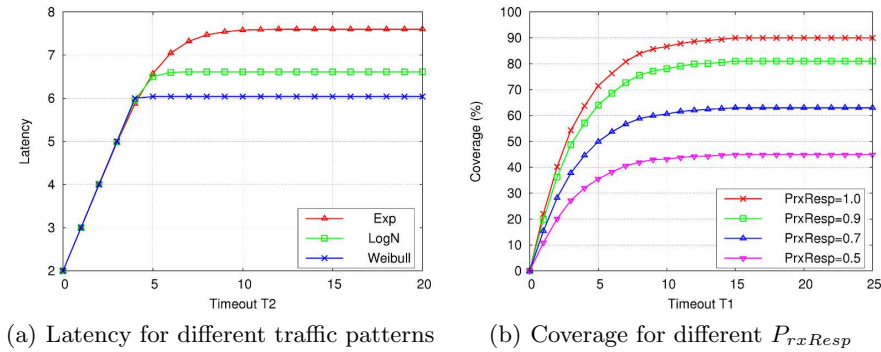 8
7
6
5
4
3
2
0 5 10 15 20
Latency
Timeout T2
Exp
LogN
Weibull
(a) Latency for different traffic patterns
100
90
80
70
60
50
40
30
20
10
0
0 5 10 15 20 25
Coverage (%)
Timeout T1
PrxResp=1.0
PrxResp=0.9
PrxResp=0.7
PrxResp=0.5
(b) Coverage for different P_{rxResp}